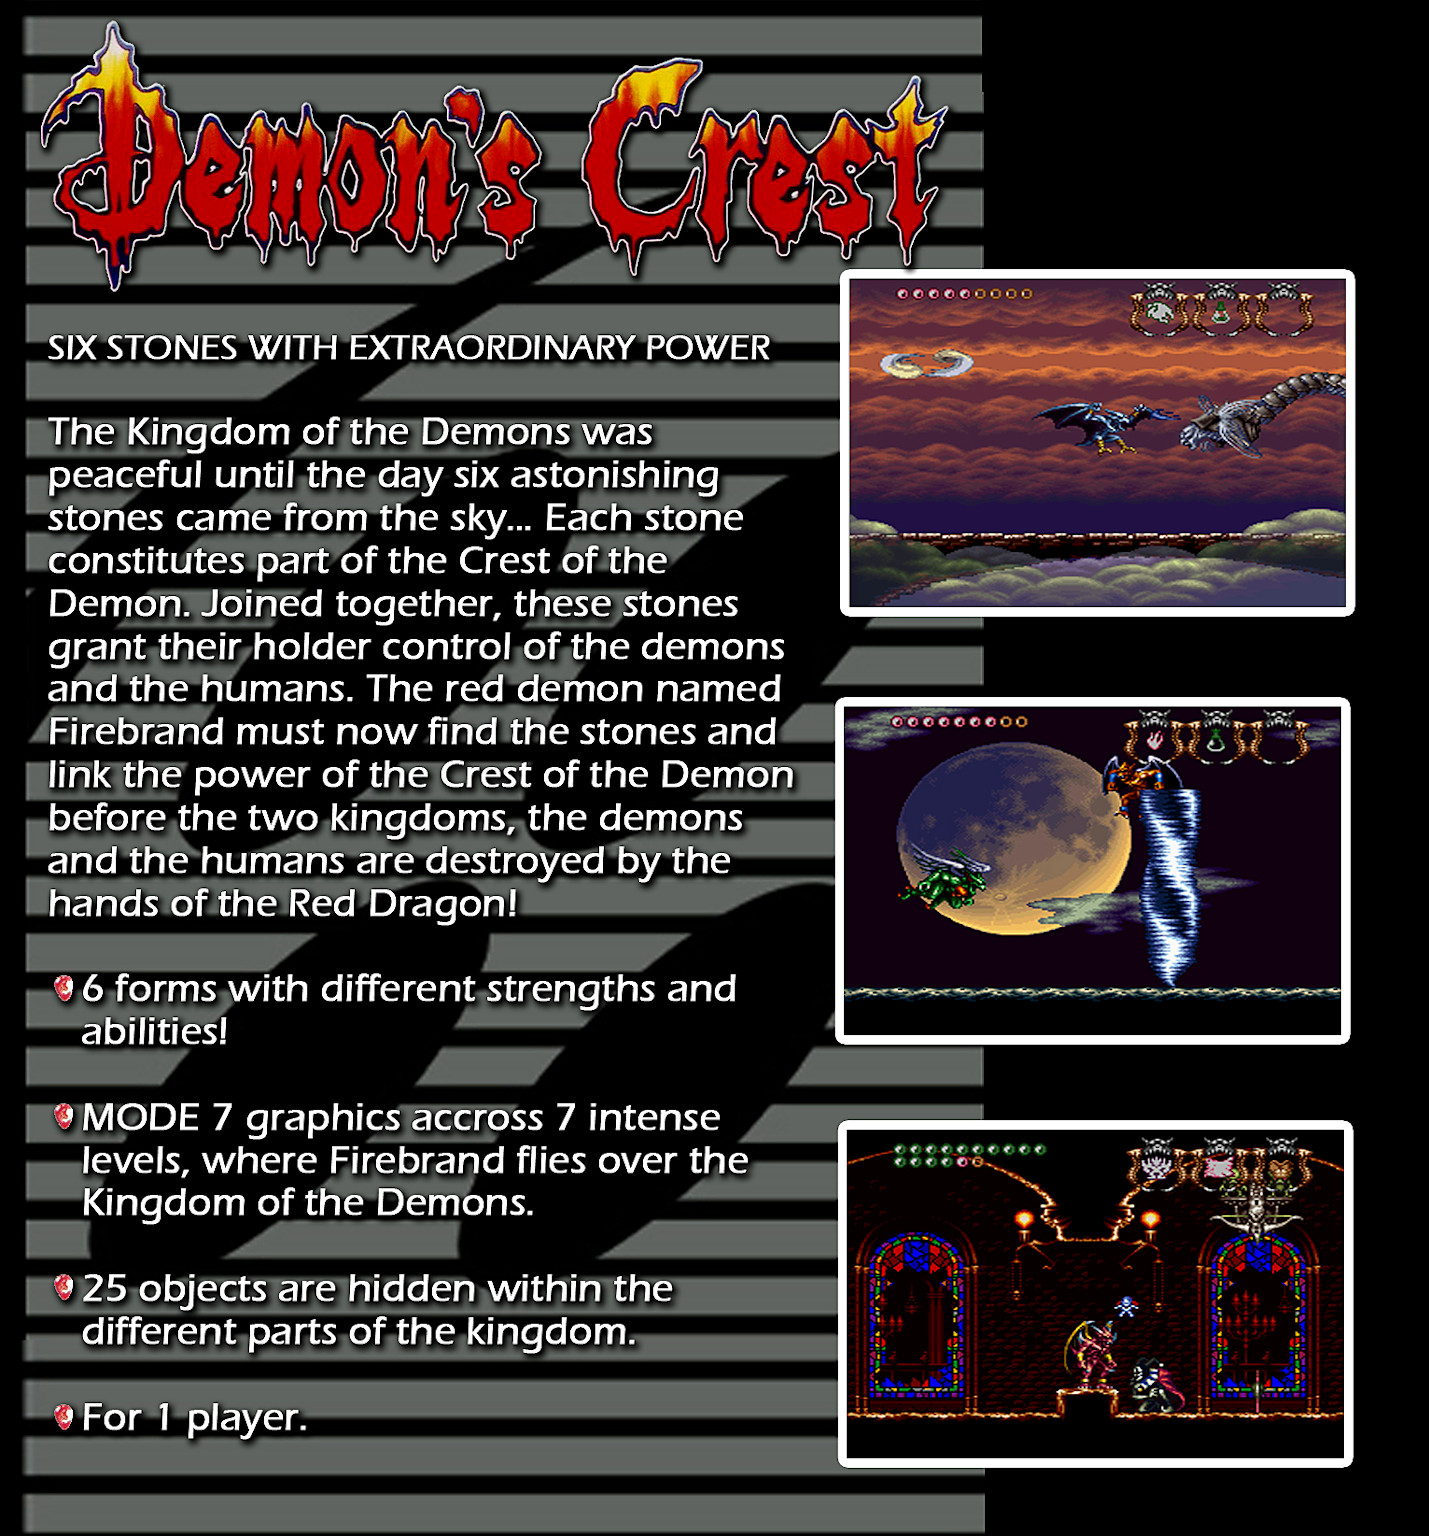 Demon's Crest
SIX STONES WITH EXTRAORDINARY POWER
The Kingdom of the Demons was
peaceful until the day six astonishing
stones came from the sky... Each stone
constitutes part of the Crest of the
Demon. Joined together, these stones
grant their holder control of the demons
and the humans. The red demon named
Firebrand must now find the stones and
link the power of the Crest of the Demon
before the two kingdoms, the demons
and the humans are destroyed by the
hands of the Red Dragon!
6 forms with different strengths and
abilities!
MODE 7 graphics accross 7 intense
levels, where Firebrand flies over the
Kingdom of the Demons.
25 objects are hidden within the
different parts of the kingdom.
For 1 player.